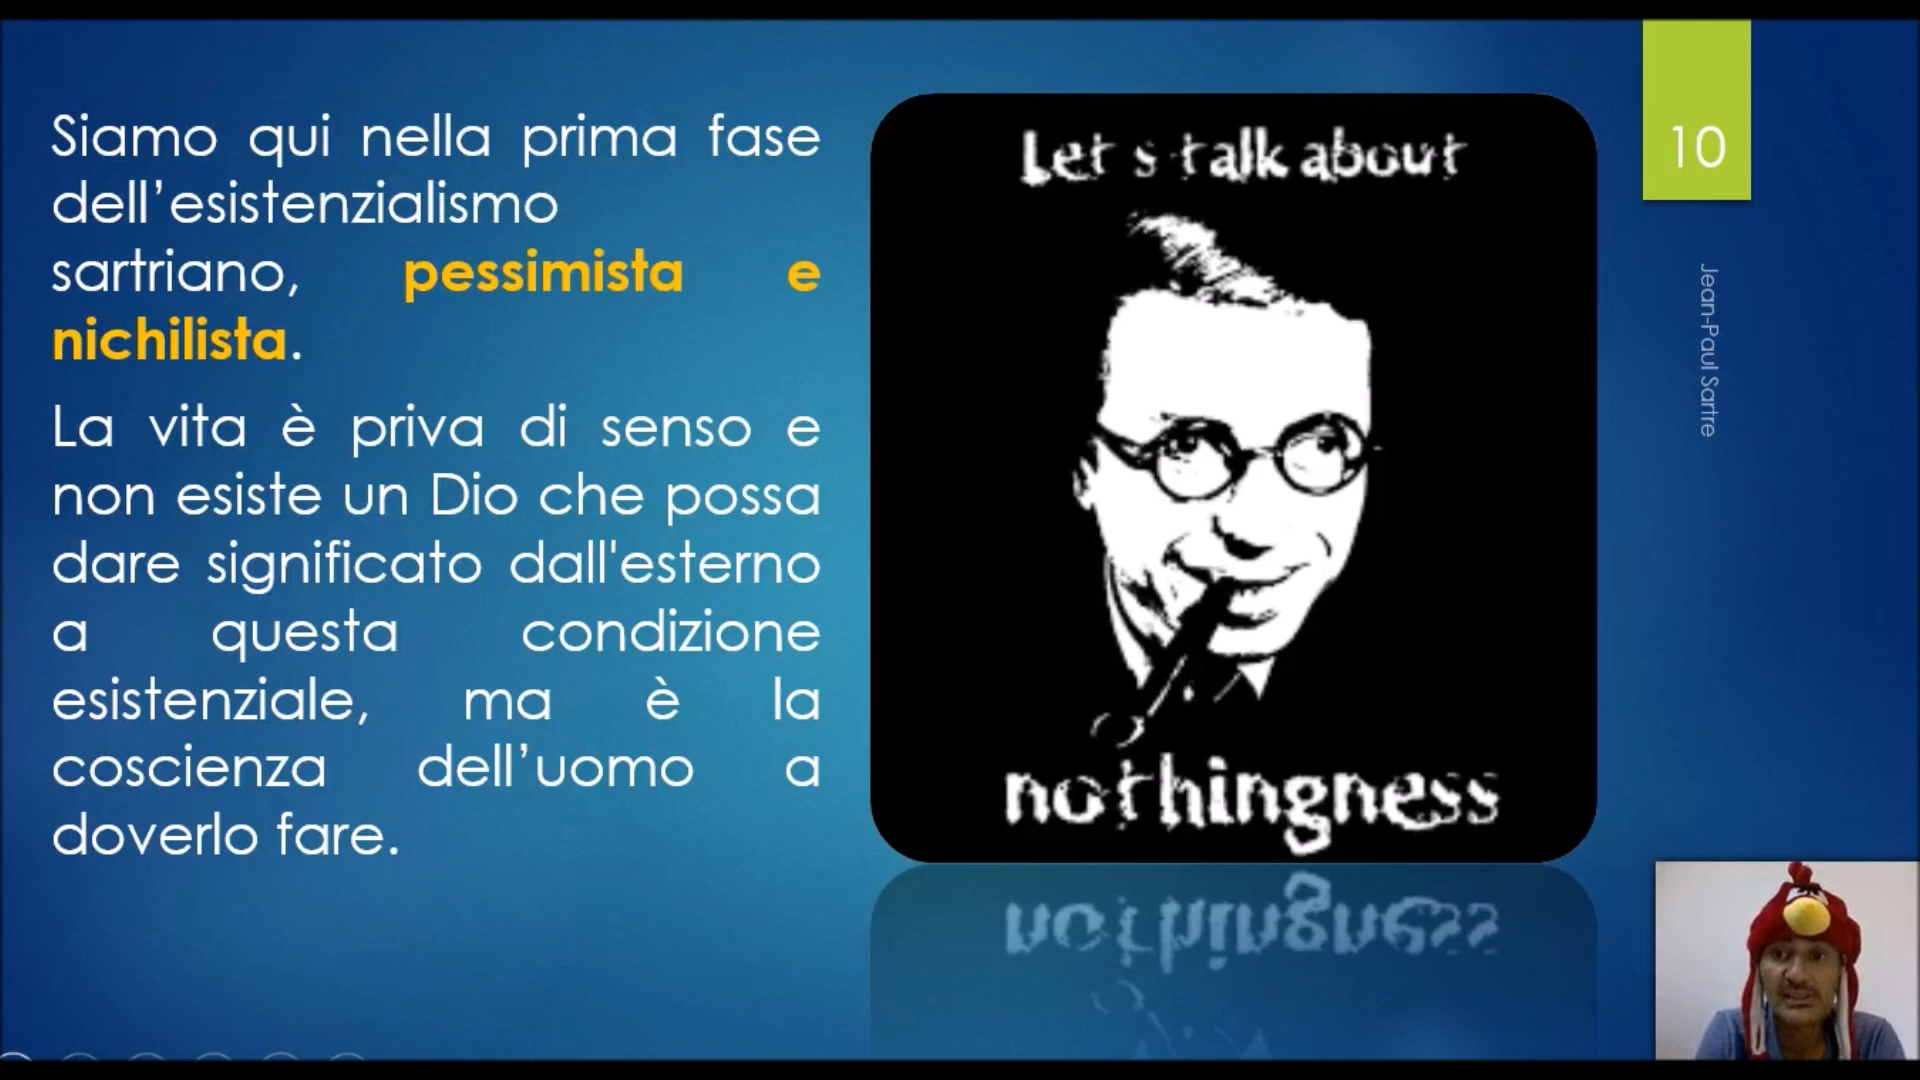 Siamo qui nella prima fase
dell’esistenzialismo
sartriano, pessimista e
nichilista.
La vita è priva di senso e
non esiste un Dio che possa
dare significato dall'esterno
a questa condizione
esistenziale, ma è la
coscienza dell’uomo a
doverlo fare.
Let s talk about
nothingness
10
Jean-Paul Sartre